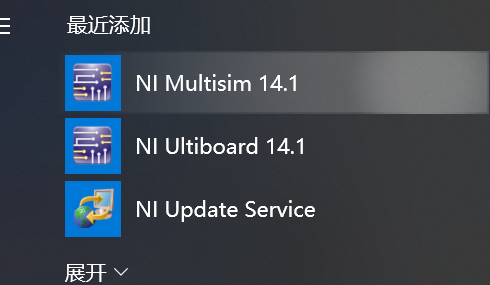 最近添加
NI Multisim 14.1
NI Ultiboard 14.1
NI Update Service
展开